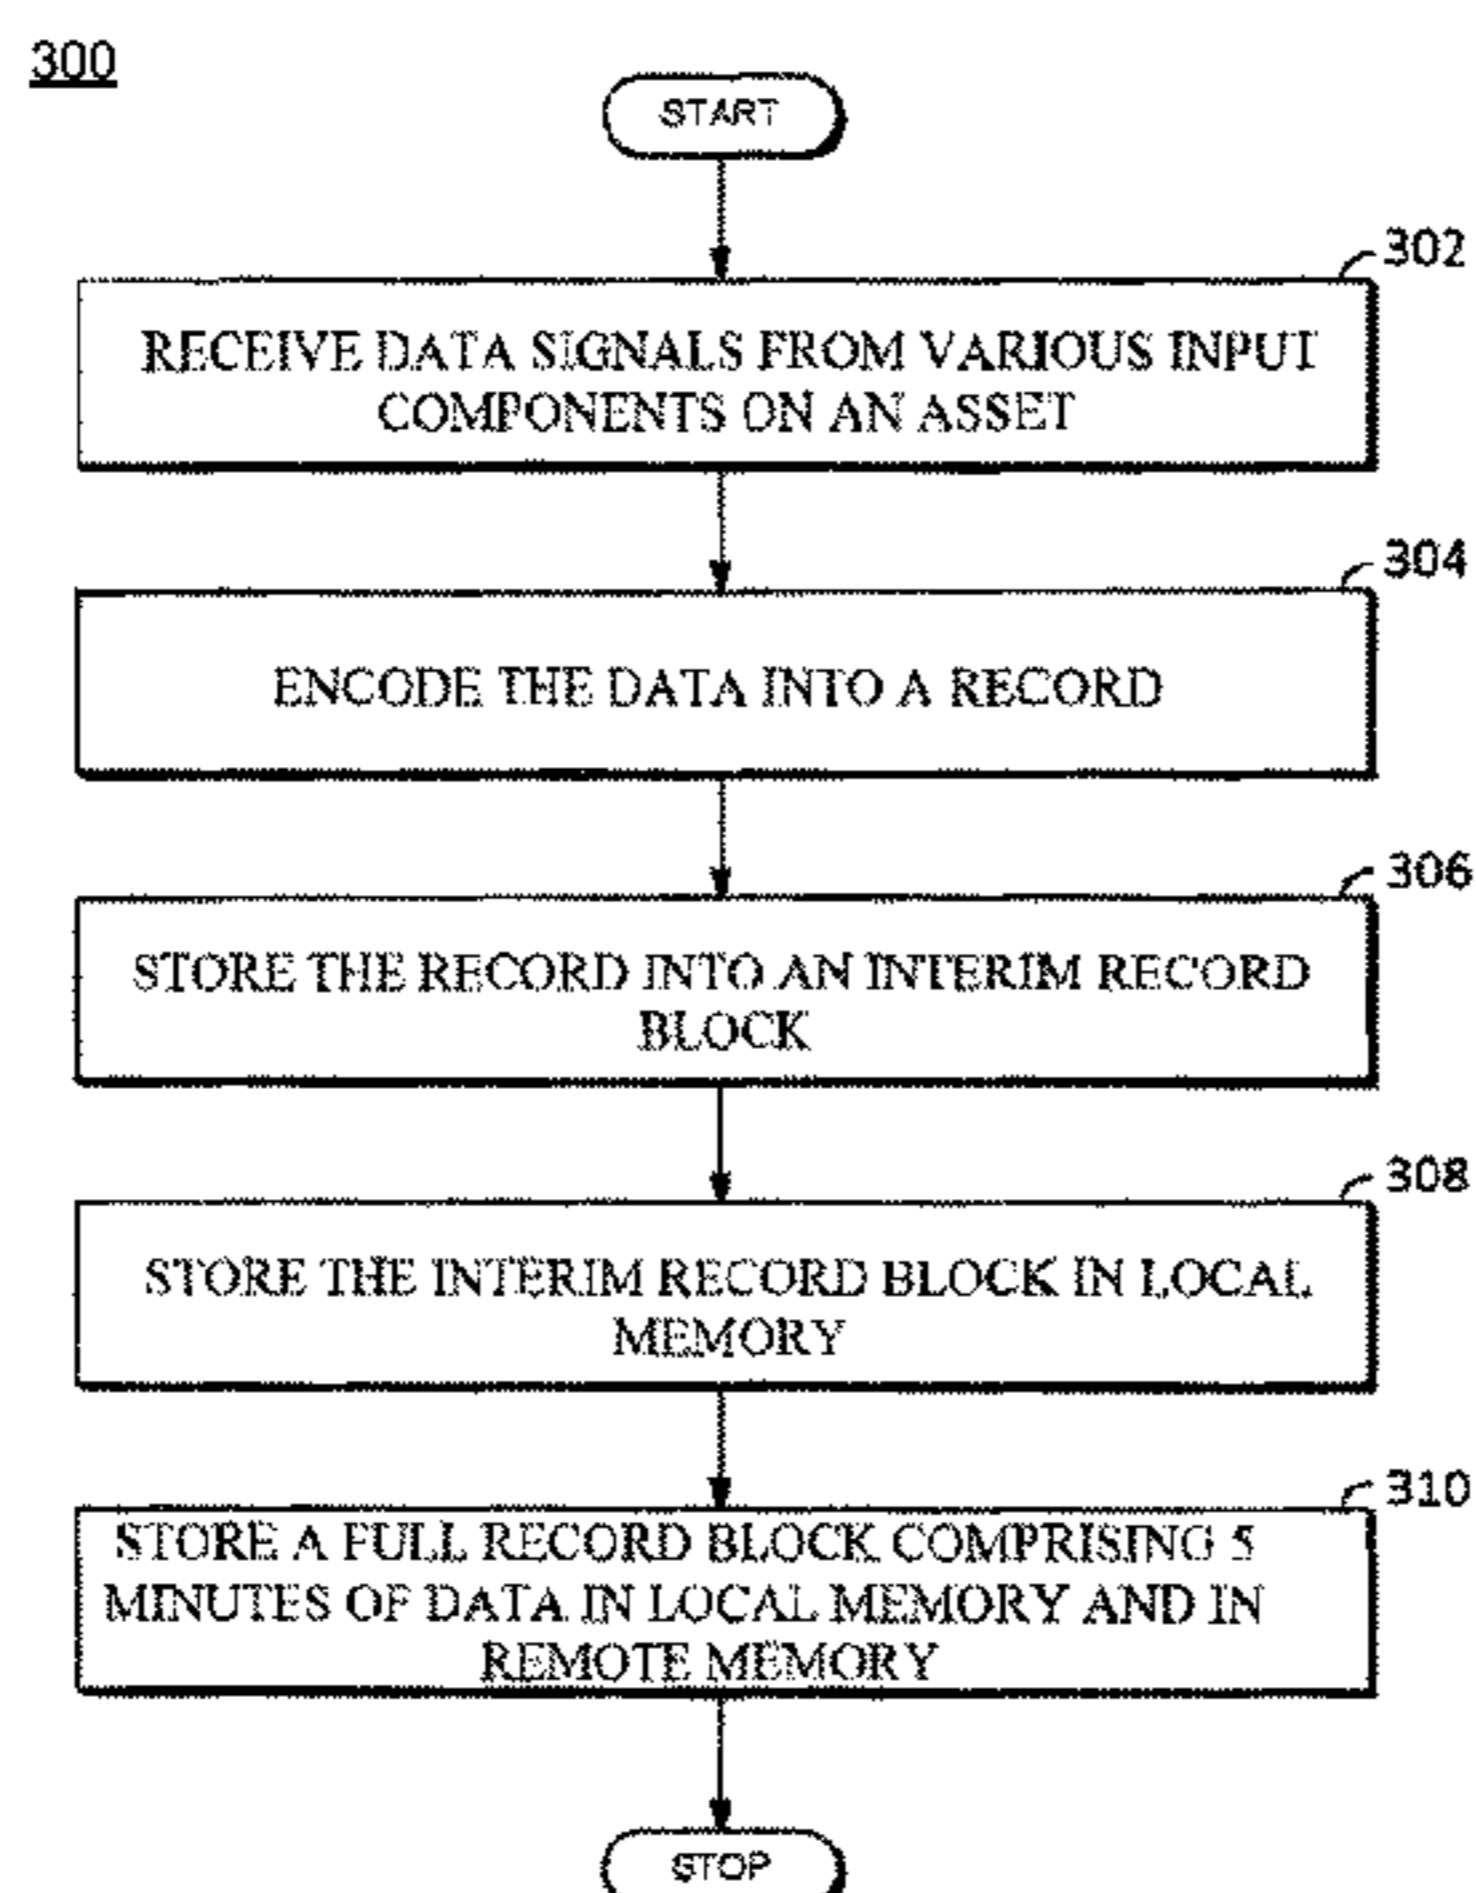 300
START
302
RECEIVE DATA SIGNALS FROM VARIOUS INPUT
COMPONENTS ON AN ASSET
304
ENCODE THE DATA INTO A RECORD
306
STORE THE RECORD INTO AN INTERIM RECORD
BLOCK
308
STORE THE INTERIM RECORD BLOCK IN LOCAL
MEMORY
310
STORE A FULL RECORD BLOCK COMPRISING 5
MINUTES OF DATA IN LOCAL MEMORY AND IN
REMOTE MEMORY
STOP